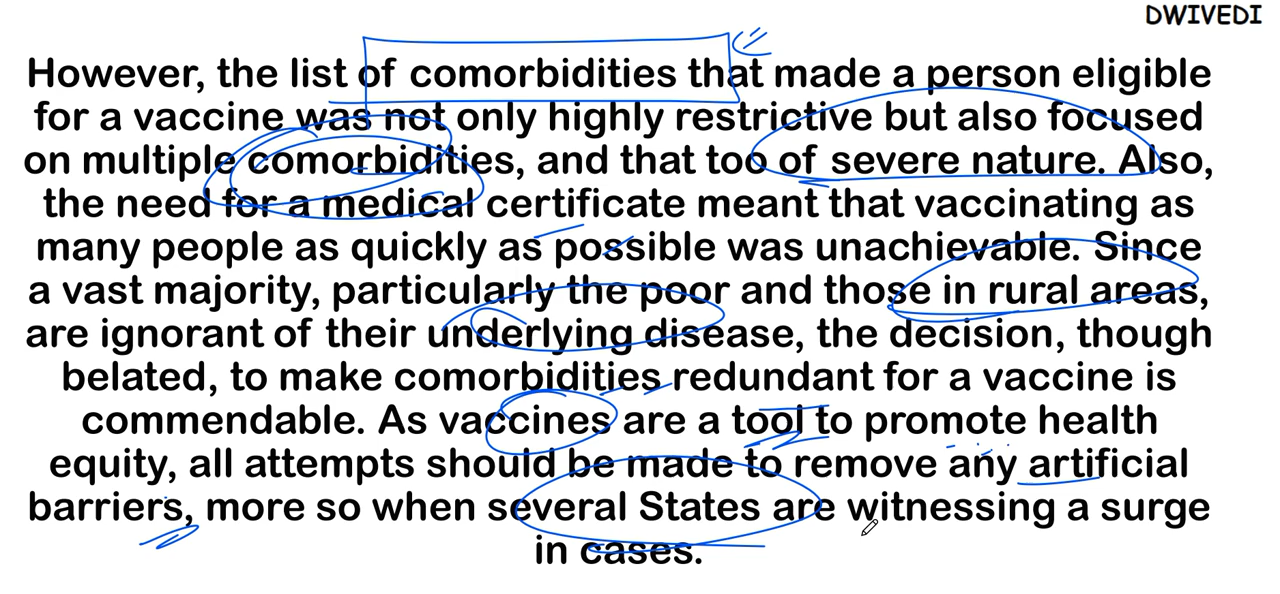 DWIVEDI
However, the list of comorbidities that made a person eligible
for a vaccine was not only highly restrictive but also focused
on multiple comorbidities, and that too of severe nature. Also,
the need for a medical certificate meant that vaccinating as
many people as quickly as possible was unachievable. Since
a vast majority, particularly the poor and those in rural areas,
are ignorant of their underlying disease, the decision, though
belated, to make comorbidities redundant for a vaccine is
commendable. As vaccines are a tool to promote health
equity, all attempts should be made to remove any artificial
barriers, more so when several States are witnessing a surge
in cases.